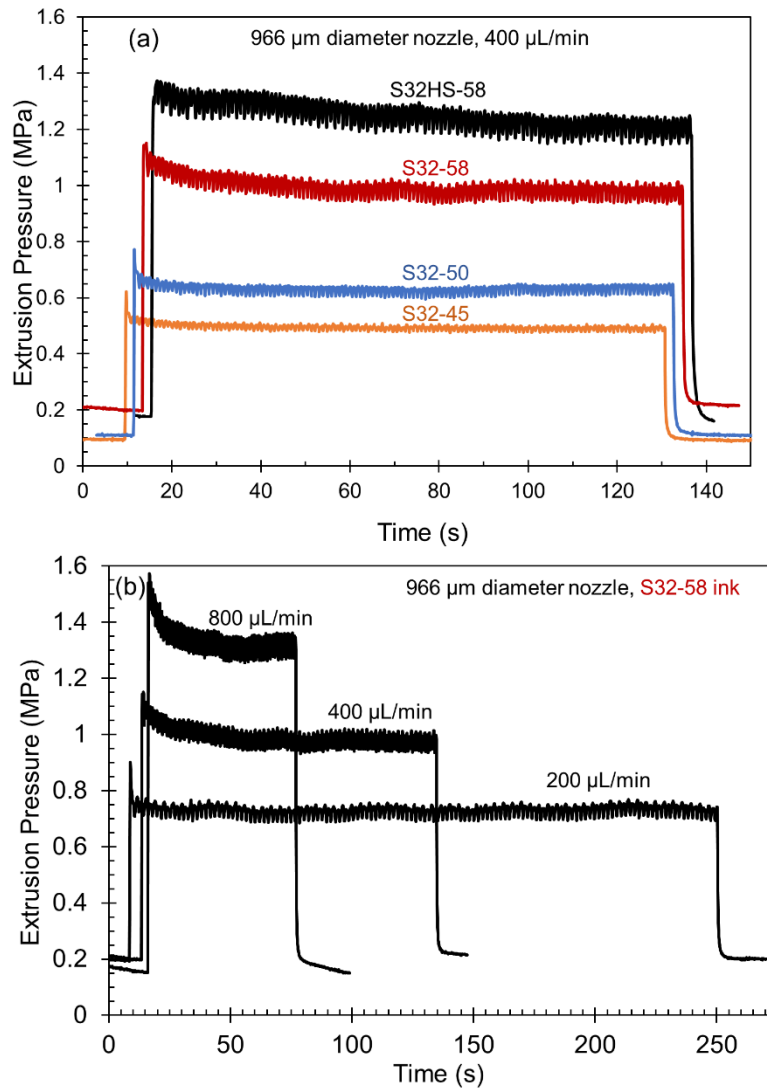 (a) 966 µm diameter nozzle, 400 µL/min
Extrusion Pressure (MPa)
1.6
1.4
1.2
1
0.8
0.6
0.4
0.2
0
S32HS-58
S32-58
S32-50
S32-45
0 20 40 60 80 100 120 140
Time (s)
(b) 966 µm diameter nozzle, S32-58 ink
Extrusion Pressure (MPa)
1.6
1.4
1.2
1
0.8
0.6
0.4
0.2
0
800 µL/min
400 µL/min
200 µL/min
0 50 100 150 200 250
Time (s)